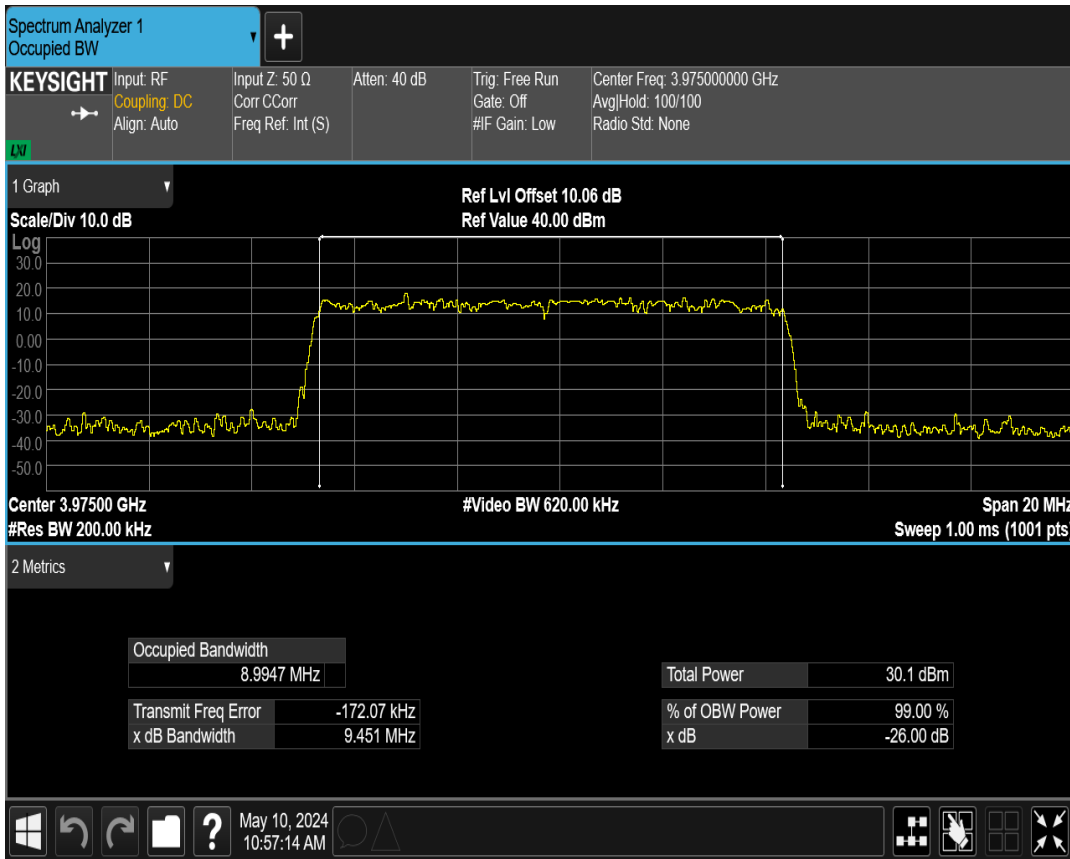 Spectrum Analyzer 1
Occupied BW
KEYSIGHT
LXI
Input: RF
Coupling: DC
Align: Auto
Input Z: 50 Ω
Corr CCorr
Freq Ref: Int (S)
Atten: 40 dB
Trig: Free Run
Gate: Off
#IF Gain: Low
Center Freq: 3.975000000 GHz
Avg|Hold: 100/100
Radio Std: None
1 Graph
Scale/Div 10.0 dB
Ref Lvl Offset 10.06 dB
Ref Value 40.00 dBm
Log
30.0
20.0
10.0
0.00
-10.0
-20.0
-30.0
-40.0
-50.0
Center 3.97500 GHz
#Video BW 620.00 kHz
Span 20 MHz
#Res BW 200.00 kHz
Sweep 1.00 ms (1001 pts)
2 Metrics
Occupied Bandwidth
8.9947 MHz
Total Power 30.1 dBm
Transmit Freq Error -172.07 kHz
% of OBW Power 99.00 %
x dB Bandwidth 9.451 MHz
x dB -26.00 dB
May 10, 2024
10:57:14 AM